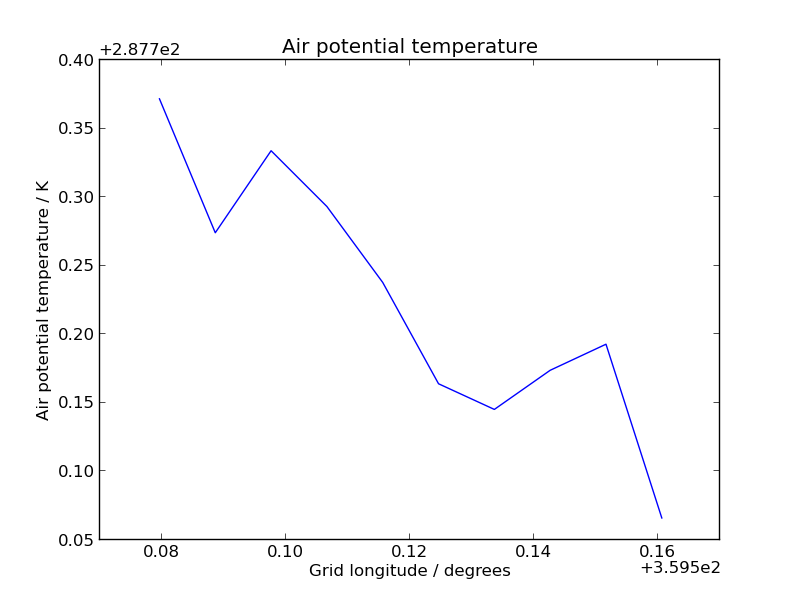 +2.877e2
Air potential temperature
0.40
0.35
0.30
0.25
0.20
0.15
0.10
0.05
Air potential temperature / K
0.08 0.10 0.12 0.14 0.16
+3.595e2
Grid longitude / degrees